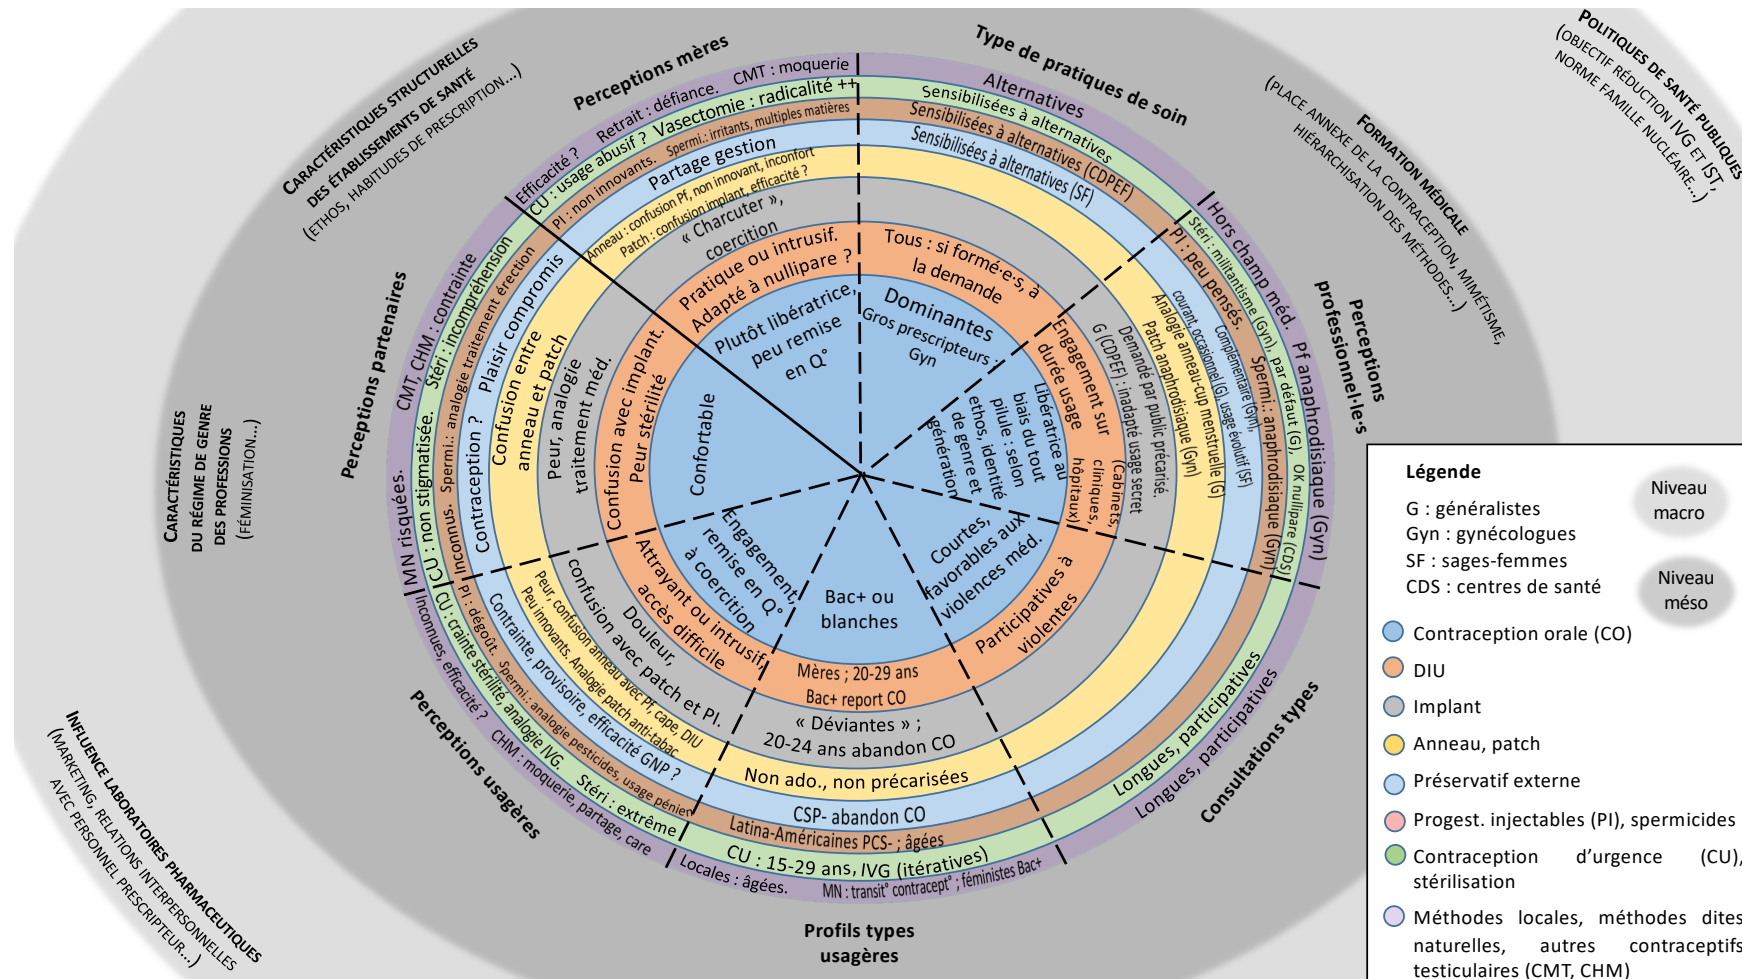 CARACTÉRISTIQUES STRUCTURELLES
DES ÉTABLISSEMENTS DE SANTÉ
(ETHOS, HABITUDES DE PRESCRIPTION...)
POLITIQUES DE SANTÉ PUBLIQUES
(OBJECTIF RÉDUCTION IVG ET IST,
NORME FAMILLE NUCLÉAIRE...)
FORMATION MÉDICALE
(PLACE ANNEXE DE LA CONTRACEPTION, MIMÉTISME,
HIÉRARCHISATION DES MÉTHODES...)
CARACTÉRISTIQUES
DU RÉGIME DE GENRE
DES PROFESSIONS
(FÉMINISATION...)
INFLUENCE LABORATOIRES PHARMACEUTIQUES
(MARKETING, RELATIONS INTERPERSONNELLES
AVEC PERSONNEL PRESCRIPTEUR...)
Perceptions mères
Efficacité ? Retrait : défiance. CMT : moquerie
CU : usage abusif ? Vasectomie : radicalité ++
PI : non innovants. Spermi.: irritants, multiples matières
Partage gestion
Anneau : confusion Pf, non innovant, inconfort
Patch : confusion implant, efficacité ?
« Charcuter »,
coercition
Pratique ou intrusif.
Adapté à nullipare ?
Plutôt libératrice,
peu remise
en Q°
Type de pratiques de soin
Alternatives
Sensibilisées à alternatives
Sensibilisées à alternatives (CDPEF)
Sensibilisées à alternatives (SF)
Tous : si formé·e·s, à
la demande
Dominantes
Gros prescripteurs :
Gyn
Perceptions
professionnel·le·s
Hors champ méd. Pf anaphrodisiaque (Gyn)
Stéri : militantisme (Gyn), par défaut (G), OK nullipare (CDS)
PI : peu pensés. Spermi.: anaphrodisiaque (Gyn)
Complémentaire (Gyn),
courant, occasionnel (G), usage évolutif (SF)
Analogie anneau-cup menstruelle (G)
Patch anaphrodisiaque (Gyn)
Demandé par public précarisé.
G (CDPEF) : inadapté usage secret
Engagement sur
durée usage
(Cabinets,
cliniques,
hôpitaux)
Libératrice au
biais du tout
pilule : selon
ethos, identité
de genre et
génération
Consultations types
Longues, participatives
Longues, participatives
Participatives à
violentes
Courtes,
favorables aux
violences méd.
Profils types
usagères
Locales : âgées. MN : transit° contracept° ; féministes Bac+
CU : 15-29 ans, IVG (itératives)
Latina-Américaines PCS- ; âgées
CSP- abandon CO
Non ado., non précarisées
« Déviantes » ;
20-24 ans abandon CO
Mères ; 20-29 ans
Bac+ report CO
Bac+ ou
blanches
Perceptions usagères
Inconnues, efficacité ? CHM : moquerie, partage, care
CU : crainte stérilité, analogie IVG. Stéri : extrême
PI : dégoût. Spermi.: analogie pesticides, usage pénien
Contrainte, provisoire, efficacité GNP ?
Peur, confusion anneau avec Pf, cape, DIU
Peu innovants. Analogie patch anti-tabac
Douleur,
confusion avec patch et PI.
Attrayant ou intrusif,
accès difficile
Engagement,
remise en Q°
à coercition
Perceptions partenaires
MN risquées. CMT, CHM : contrainte
CU : non stigmatisée. Stéri : incompréhension
Inconnus. Spermi.: analogie traitement érection
Contraception ? Plaisir compromis
Confusion entre
anneau et patch
Peur, analogie
traitement méd.
Confusion avec implant.
Peur stérilité
Confortable
Légende
G : généralistes
Gyn : gynécologues
SF : sages-femmes
CDS : centres de santé
Niveau
macro
Niveau
méso
Contraception orale (CO)
DIU
Implant
Anneau, patch
Préservatif externe
Progest. injectables (PI), spermicides
Contraception d'urgence (CU),
stérilisation
Méthodes locales, méthodes dites
naturelles, autres contraceptifs
testiculaires (CMT, CHM)